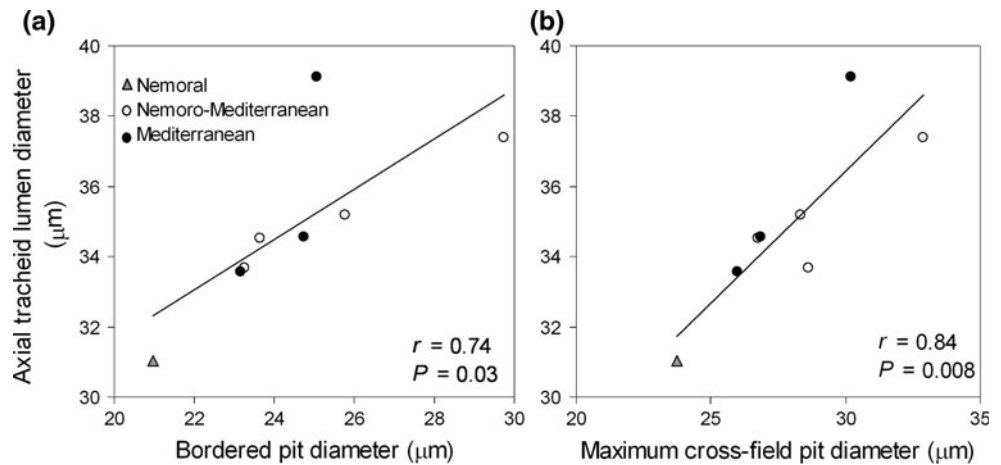 (a)
40
38
36
34
32
30
Axial tracheid lumen diameter
(μm)
Nemoral
Nemoro-Mediterranean
Mediterranean
r = 0.74
P = 0.03
20 22 24 26 28 30
Bordered pit diameter (μm)
(b)
40
38
36
34
32
30
r = 0.84
P = 0.008
20 25 30 35
Maximum cross-field pit diameter (μm)